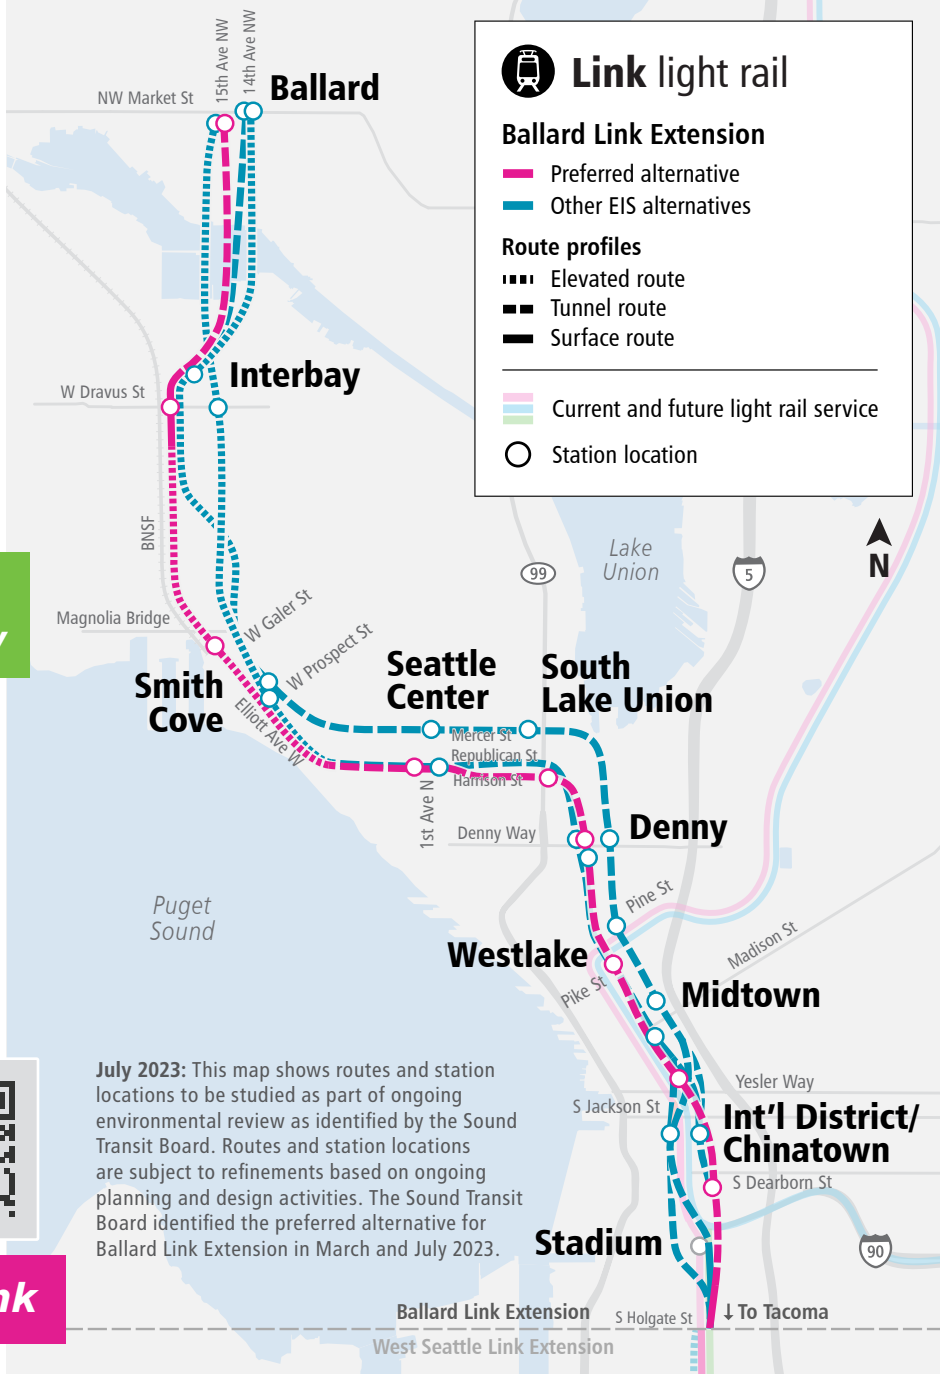 15th Ave NW
14th Ave NW
Ballard
NW Market St
Link light rail
Ballard Link Extension
Preferred alternative
Other EIS alternatives
Route profiles
Elevated route
Tunnel route
Surface route
Current and future light rail service
Station location
Interbay
W Dravus St
BNSF
Lake
Union
99
5
N
Magnolia Bridge
W Galer St
W Prospect St
Smith
Cove
Elliott Ave W
Seattle
Center
South
Lake Union
Mercer St
Republican St
Harrison St
1st Ave N
Denny Way
Denny
Puget
Sound
Pine St
Westlake
Madison St
Pike St
Midtown
July 2023: This map shows routes and station
locations to be studied as part of ongoing
environmental review as identified by the Sound
Transit Board. Routes and station locations
are subject to refinements based on ongoing
planning and design activities. The Sound Transit
Board identified the preferred alternative for
Ballard Link Extension in March and July 2023.
Yesler Way
S Jackson St
Int'l District/
Chinatown
S Dearborn St
Stadium
90
Ballard Link Extension
S Holgate St
↓To Tacoma
West Seattle Link Extension
nk